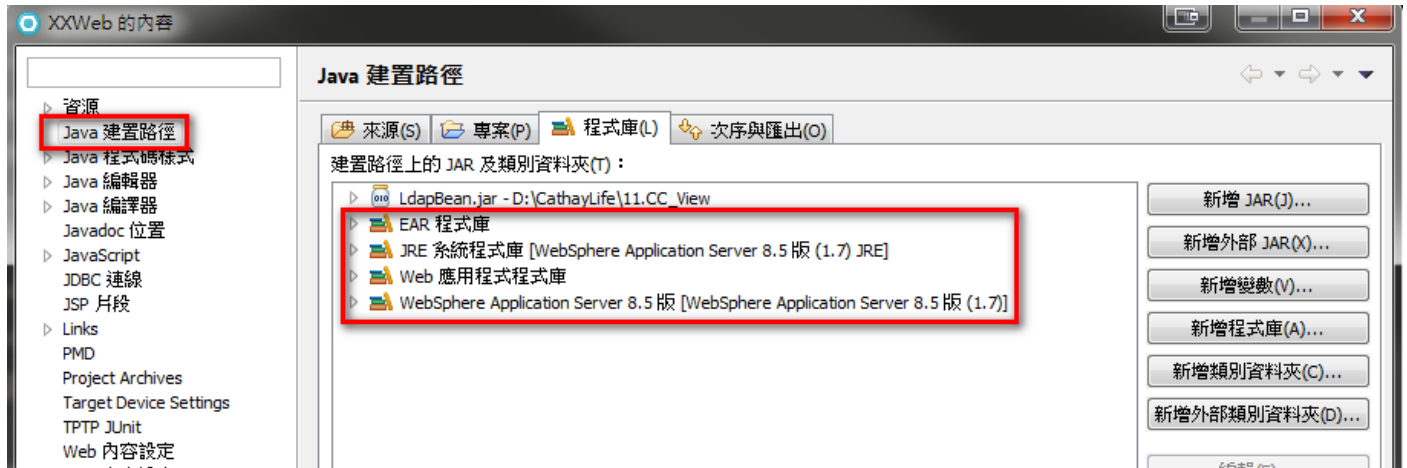 XXWeb 的內容
Java 建置路徑
資源
Java 建置路徑
Java 程式碼樣式
Java 編輯器
Java 編譯器
Javadoc 位置
JavaScript
JDBC 連線
JSP 片段
Links
PMD
Project Archives
Target Device Settings
TPTP JUnit
Web 內容設定
來源(S) 專案(P) 程式庫(L) 次序與匯出(O)
建置路徑上的 JAR 及類別資料夾(T)：
LdapBean.jar - D:\CathayLife\11.CC_View
EAR 程式庫
JRE 系統程式庫 [WebSphere Application Server 8.5 版 (1.7) JRE]
Web 應用程式程式庫
WebSphere Application Server 8.5 版 [WebSphere Application Server 8.5 版 (1.7)]
新增 JAR(J)...
新增外部 JAR(X)...
新增變數(V)...
新增程式庫(A)...
新增類別資料夾(C)...
新增外部類別資料夾(D)...